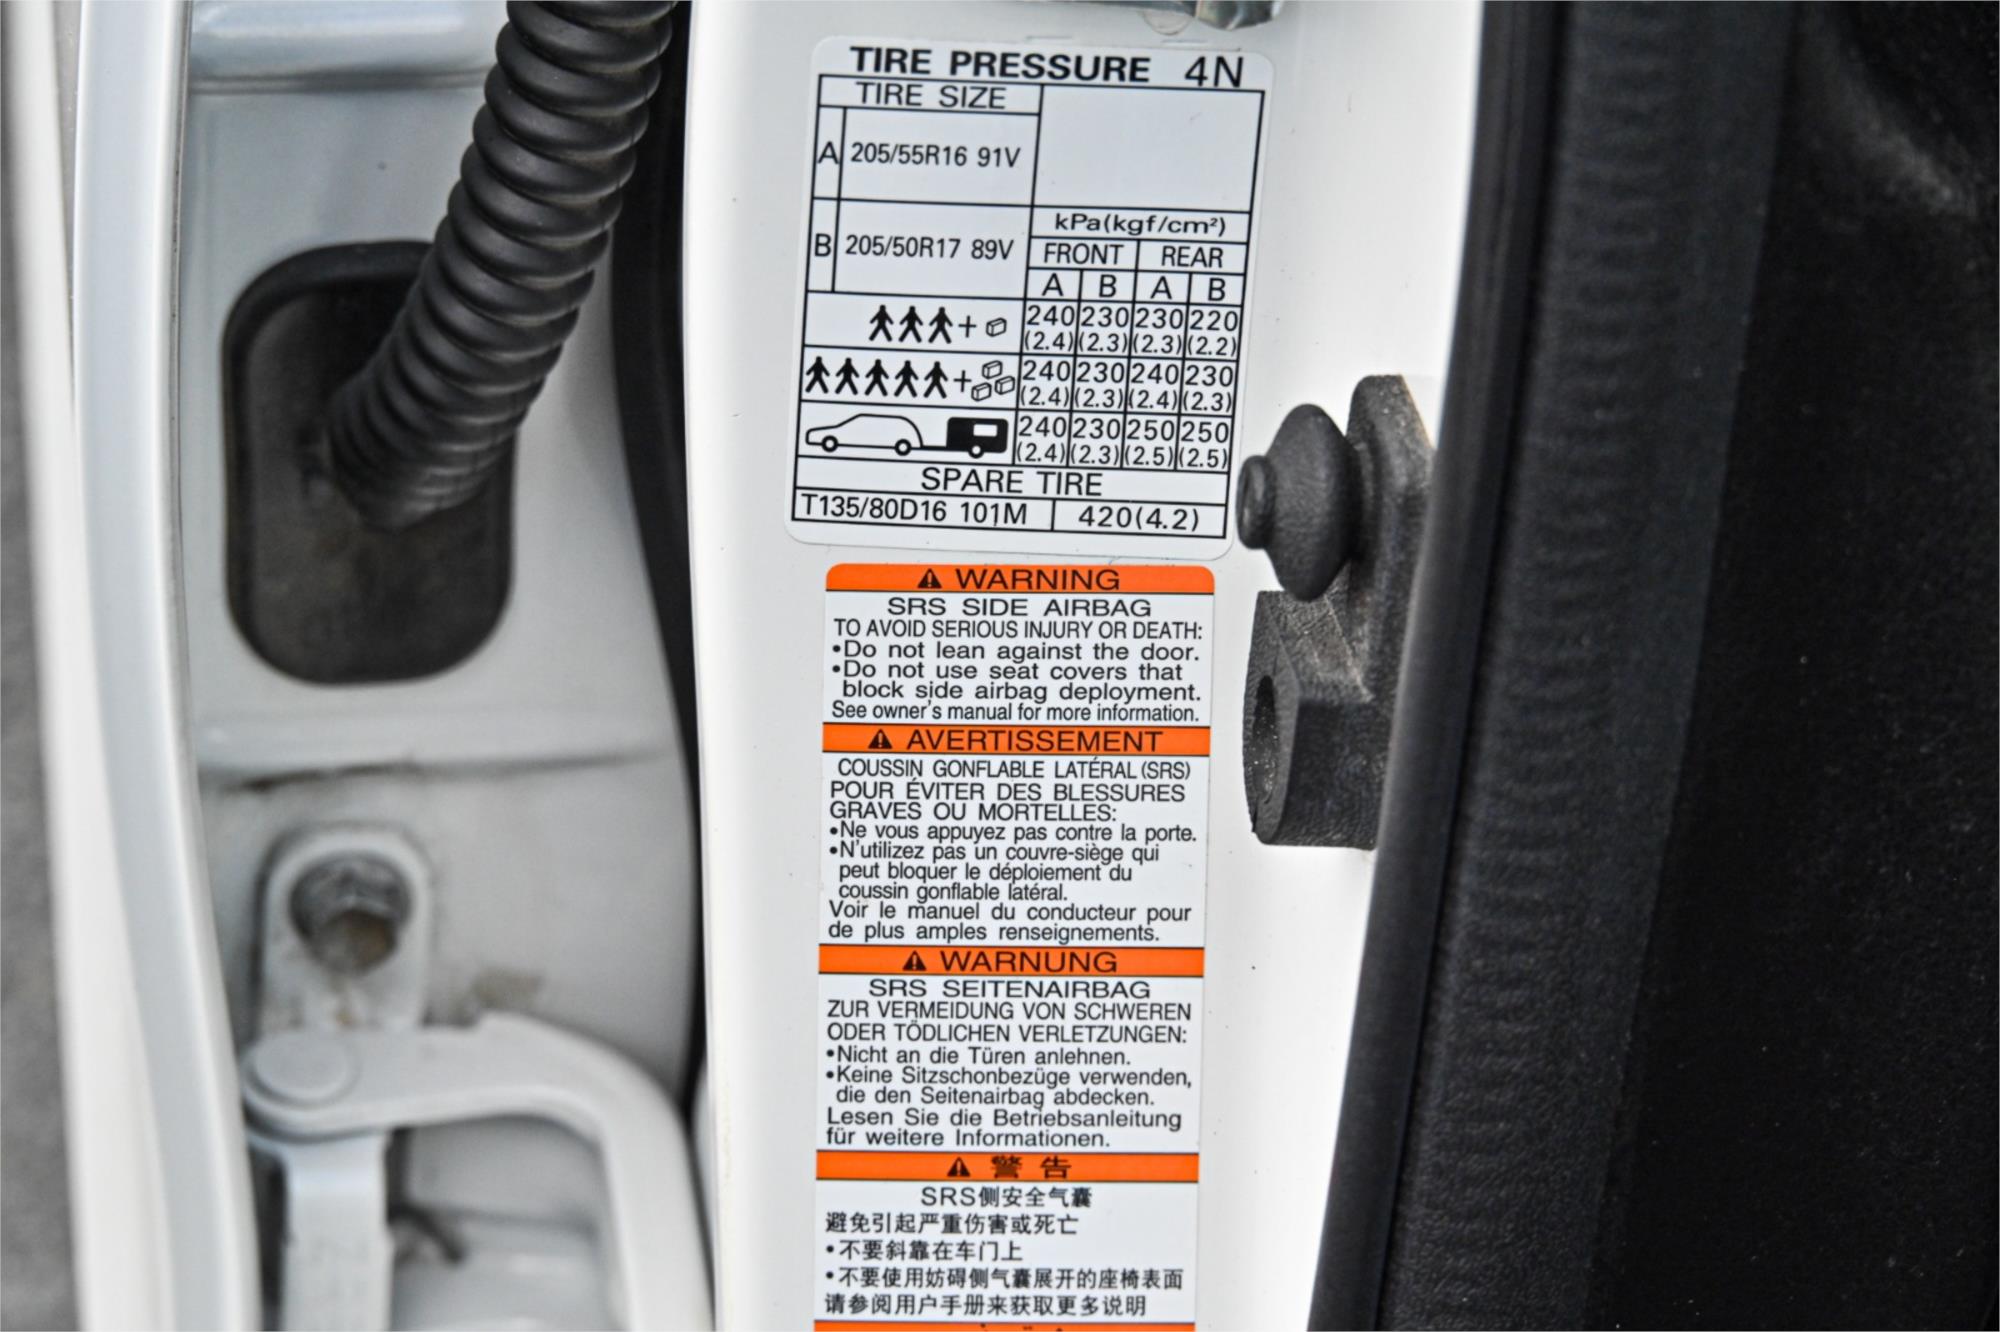 TIRE PRESSURE 4N
TIRE SIZE
A 205/55R16 91V
B 205/50R17 89V
kPa(kgf/cm²)
FRONT REAR
A B A B
+ 240 230 230 220
(2.4) (2.3) (2.3) (2.2)
+ 240 230 240 230
(2.4) (2.3) (2.4) (2.3)
240 230 250 250
(2.4) (2.3) (2.5) (2.5)
SPARE TIRE
T135/80D16 101M 420(4.2)
WARNING
SRS SIDE AIRBAG
TO AVOID SERIOUS INJURY OR DEATH:
•Do not lean against the door.
•Do not use seat covers that
block side airbag deployment.
See owner's manual for more information.
AVERTISSEMENT
COUSSIN GONFLABLE LATÉRAL (SRS)
POUR ÉVITER DES BLESSURES
GRAVES OU MORTELLES:
•Ne vous appuyez pas contre la porte.
•N'utilizez pas un couvre-siège qui
peut bloquer le déploiement du
coussin gonflable latéral.
Voir le manuel du conducteur pour
de plus amples renseignements.
WARNUNG
SRS SEITENAIRBAG
ZUR VERMEIDUNG VON SCHWEREN
ODER TÖDLICHEN VERLETZUNGEN:
•Nicht an die Türen anlehnen.
•Keine Sitzschonbezüge verwenden,
die den Seitenairbag abdecken.
Lesen Sie die Betriebsanleitung
für weitere Informationen.
警告
SRS侧安全气囊
避免引起严重伤害或死亡
•不要斜靠在车门上
•不要使用妨碍侧气囊展开的座椅表面
请参阅用户手册来获取更多说明